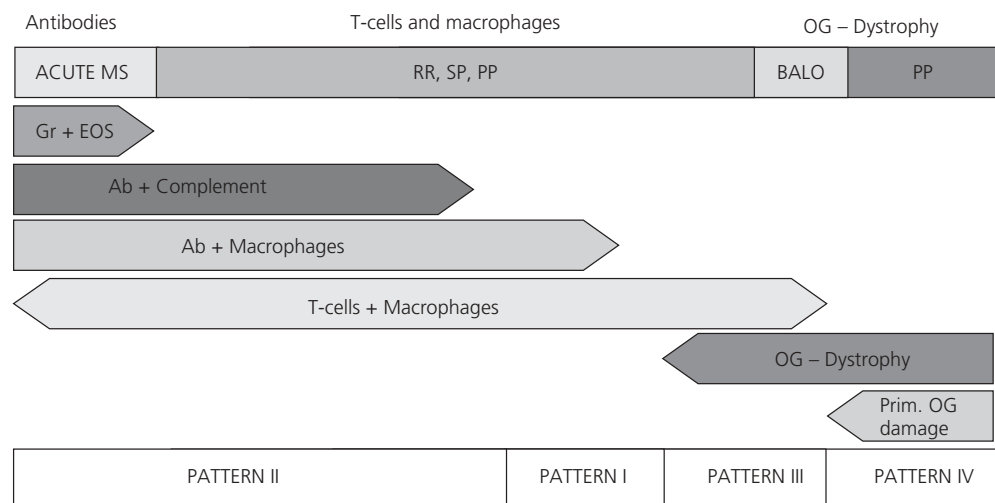 Antibodies T-cells and macrophages OG – Dystrophy
ACUTE MS RR, SP, PP BALO PP
Gr + EOS
Ab + Complement
Ab + Macrophages
T-cells + Macrophages
OG – Dystrophy
Prim. OG
damage
PATTERN II PATTERN I PATTERN III PATTERN IV